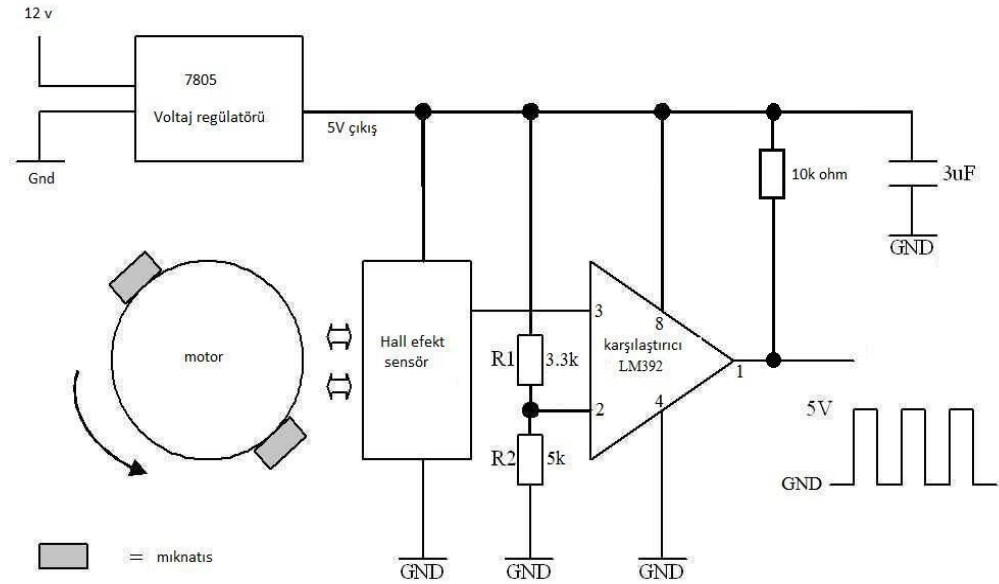 12 v
7805
Voltaj regülatörü
5V çıkış
Gnd
10k ohm
3uF
GND
motor
Hall efekt
sensör
3
8
karşılaştırıcı
LM392
R1
3.3k
1
2
4
R2
5k
5V
GND
= mıknatıs
GND
GND
GND